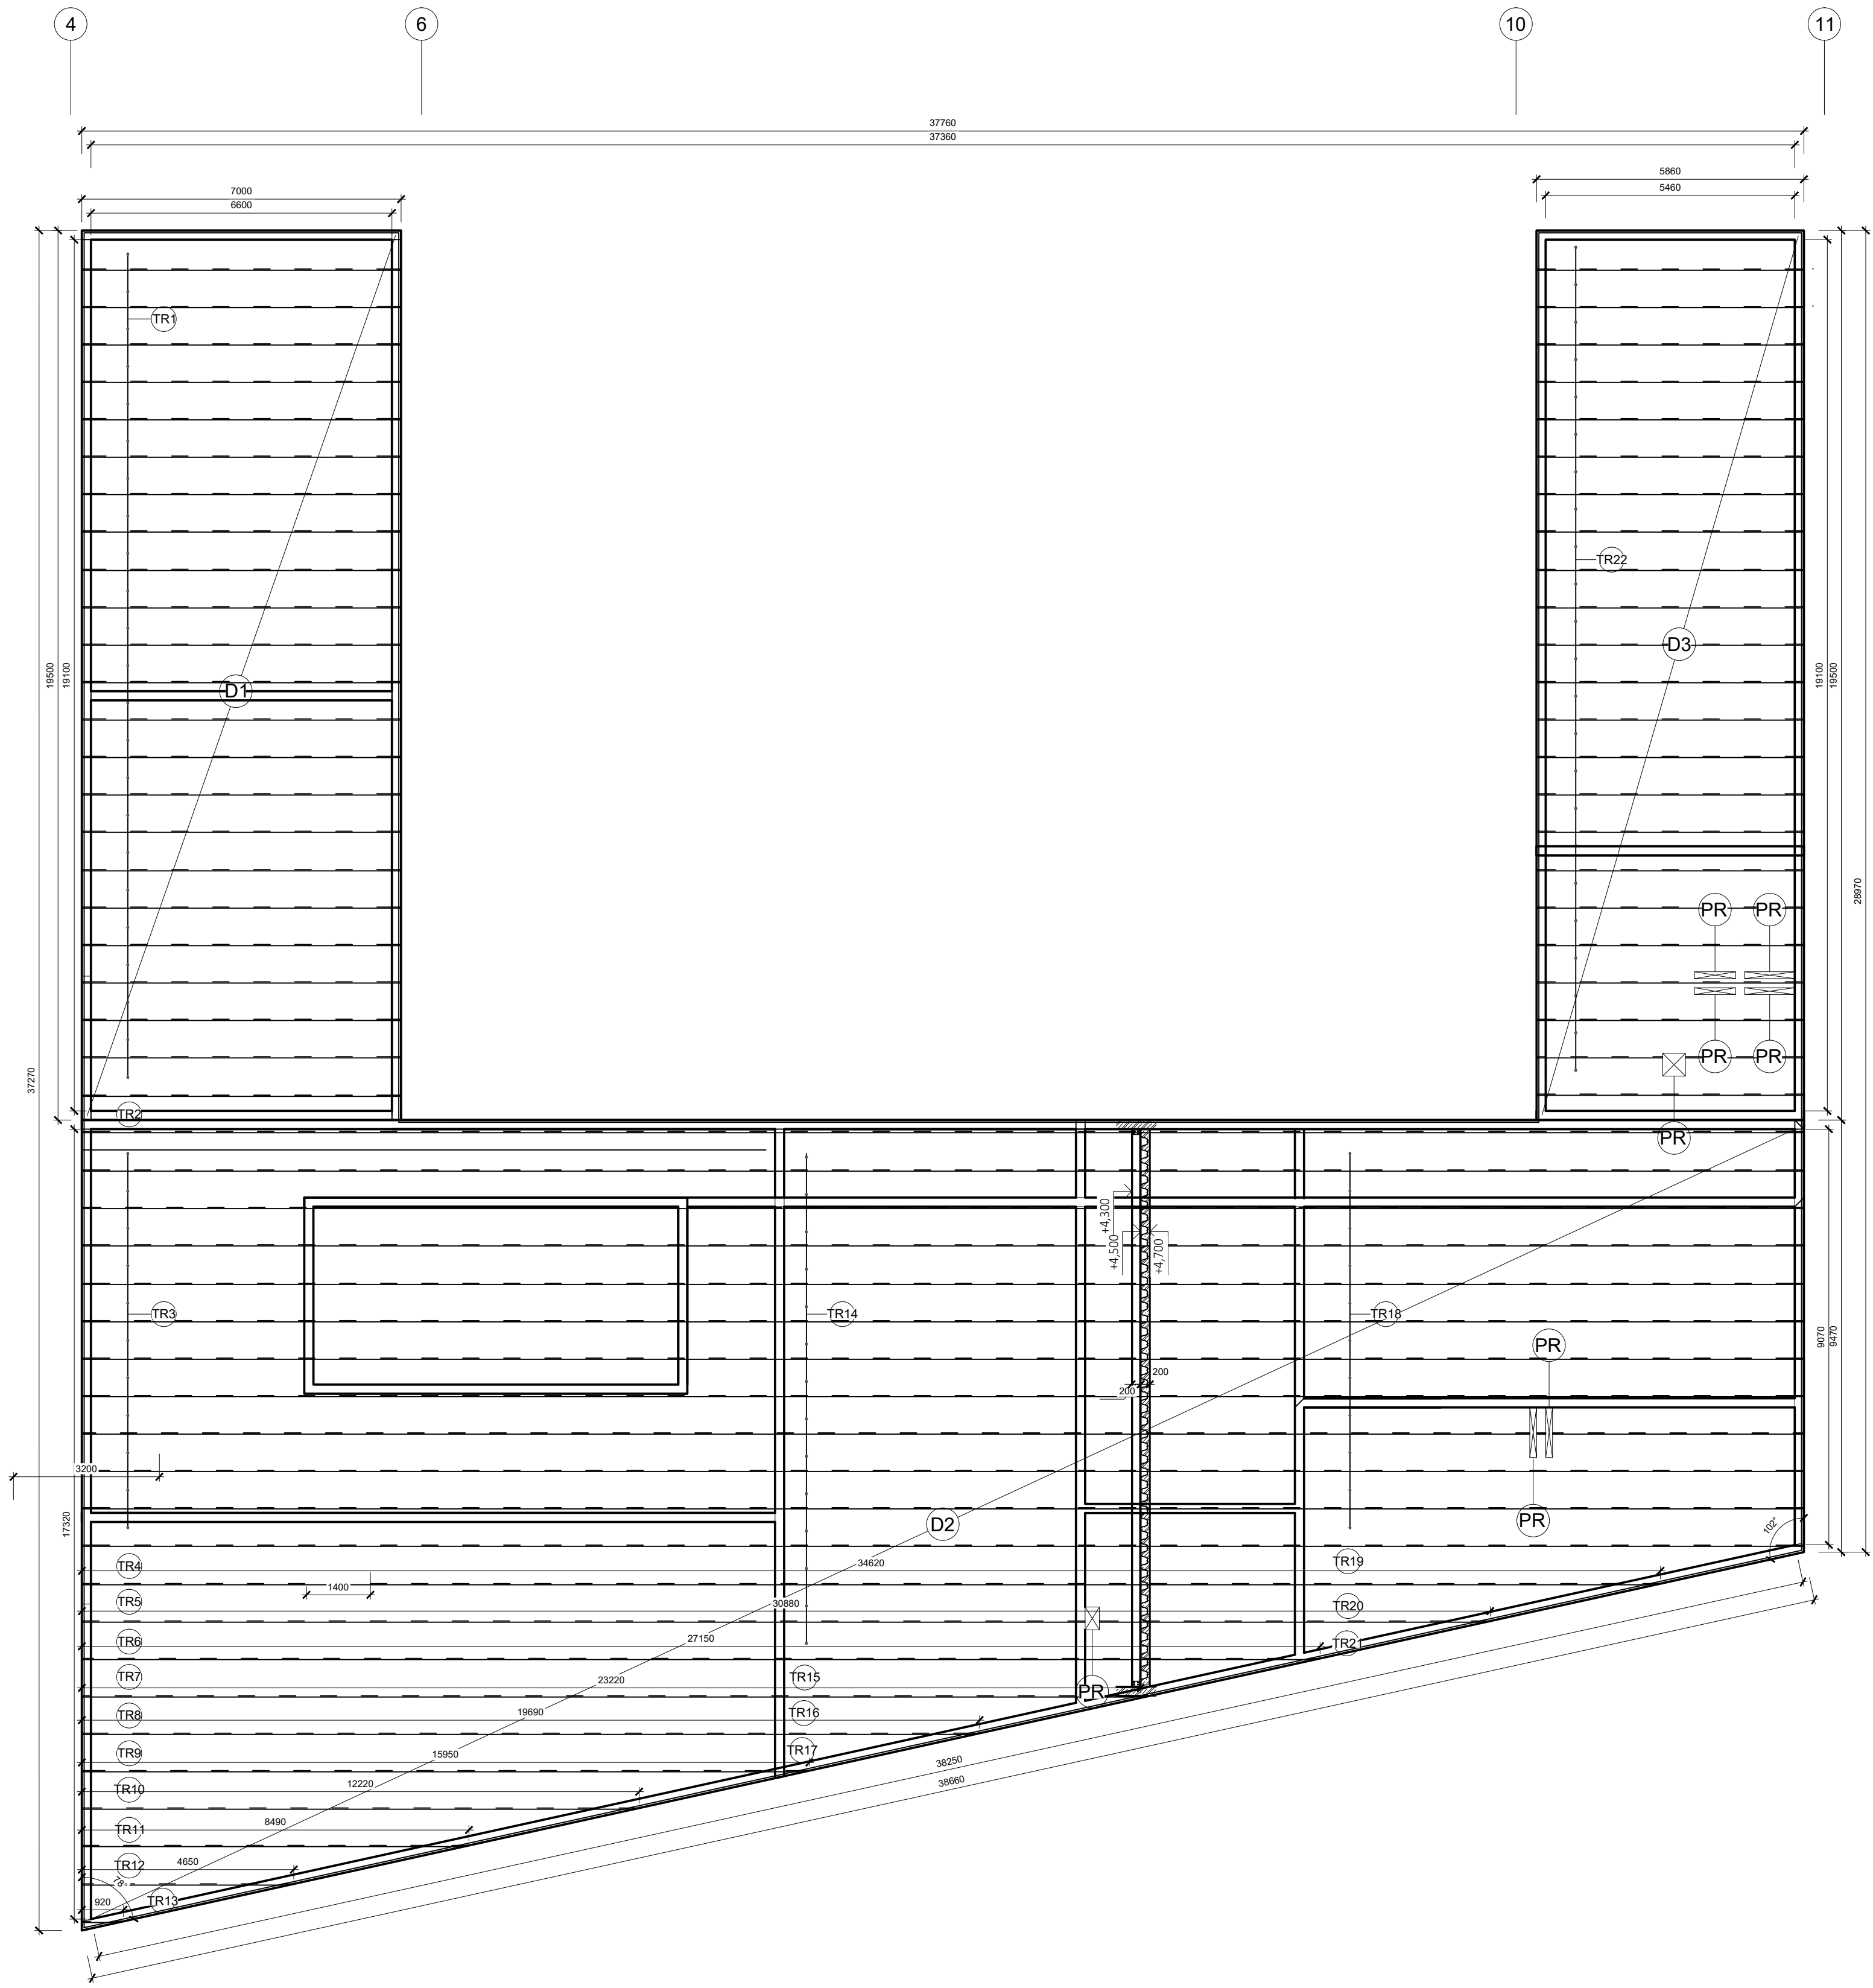 4
6
10
11
37760
37360
7000
6600
5860
5460
TR1
TR22
D1
D3
19500
19100
19100
19500
28970
37270
PR
PR
PR
PR
PR
TR2
+4,300
+4,500
+4,700
TR3
TR14
TR18
PR
9070
9470
200
200
3200
17320
D2
PR
102°
TR4
34620
TR19
1400
TR5
30880
TR20
TR6
27150
TR21
TR7
23220
TR15
PR
TR8
19690
TR16
TR9
15950
TR17
38250
38660
TR10
12220
TR11
8490
TR12
4650
78°
920
TR13